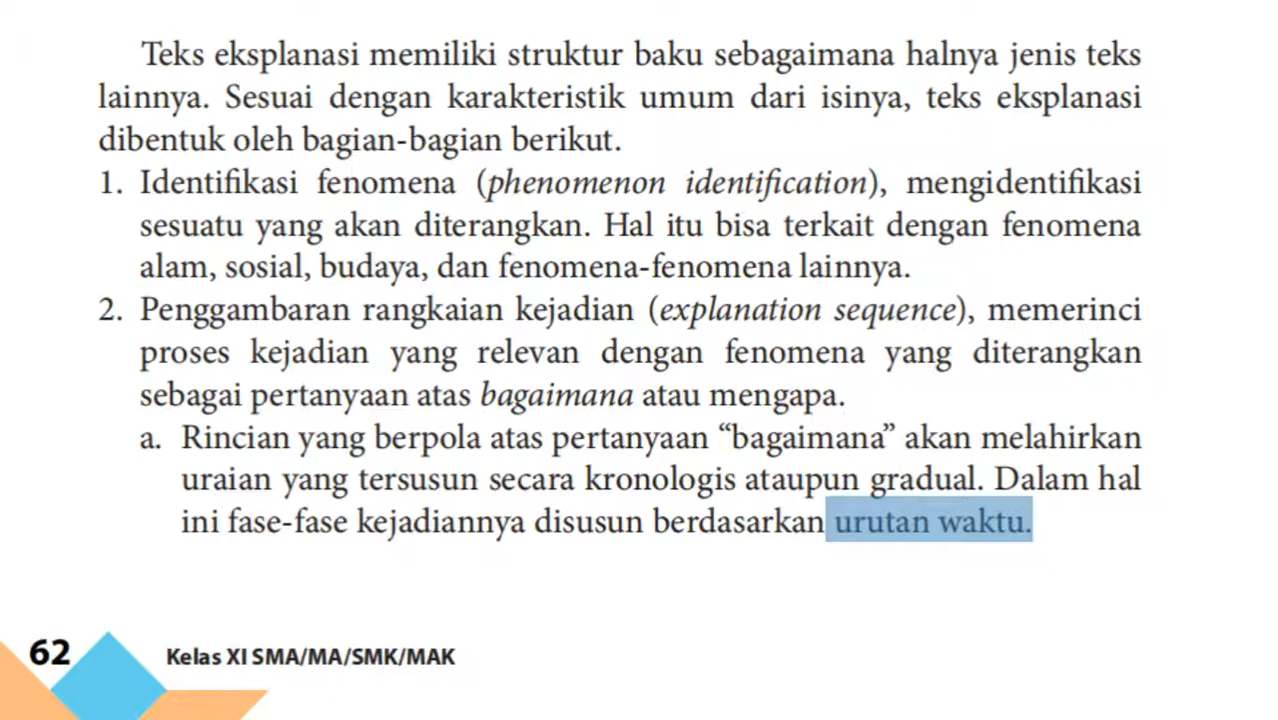 Teks eksplanasi memiliki struktur baku sebagaimana halnya jenis teks
lainnya. Sesuai dengan karakteristik umum dari isinya, teks eksplanasi
dibentuk oleh bagian-bagian berikut.
1. Identifikasi fenomena (phenomenon identification), mengidentifikasi
sesuatu yang akan diterangkan. Hal itu bisa terkait dengan fenomena
alam, sosial, budaya, dan fenomena-fenomena lainnya.
2. Penggambaran rangkaian kejadian (explanation sequence), memerinci
proses kejadian yang relevan dengan fenomena yang diterangkan
sebagai pertanyaan atas bagaimana atau mengapa.
a. Rincian yang berpola atas pertanyaan “bagaimana” akan melahirkan
uraian yang tersusun secara kronologis ataupun gradual. Dalam hal
ini fase-fase kejadiannya disusun berdasarkan urutan waktu.
62 Kelas XI SMA/MA/SMK/MAK